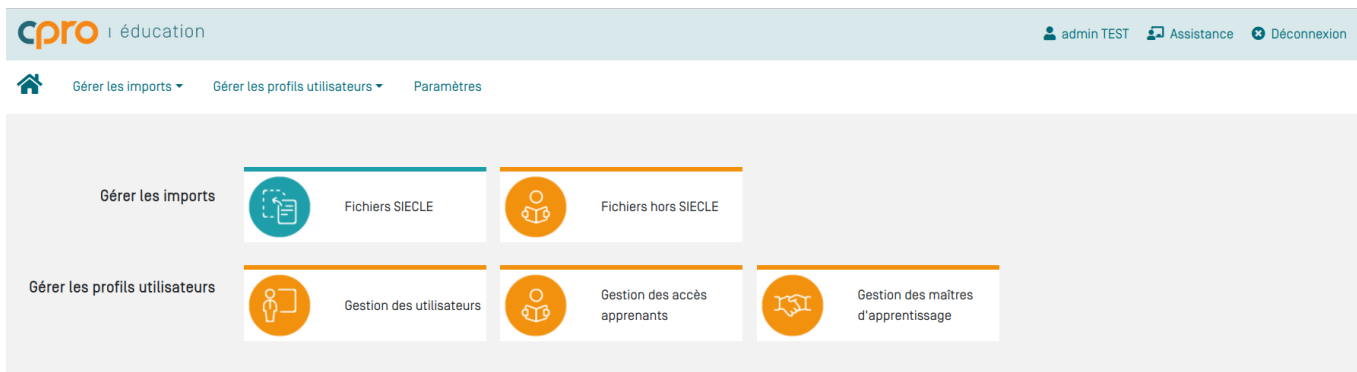 cpro | éducation
admin TEST Assistance Déconnexion
Gérer les imports Gérer les profils utilisateurs Paramètres
Gérer les imports
Fichiers SIECLE
Fichiers hors SIECLE
Gérer les profils utilisateurs
Gestion des utilisateurs
Gestion des accès
apprenants
Gestion des maîtres
d'apprentissage